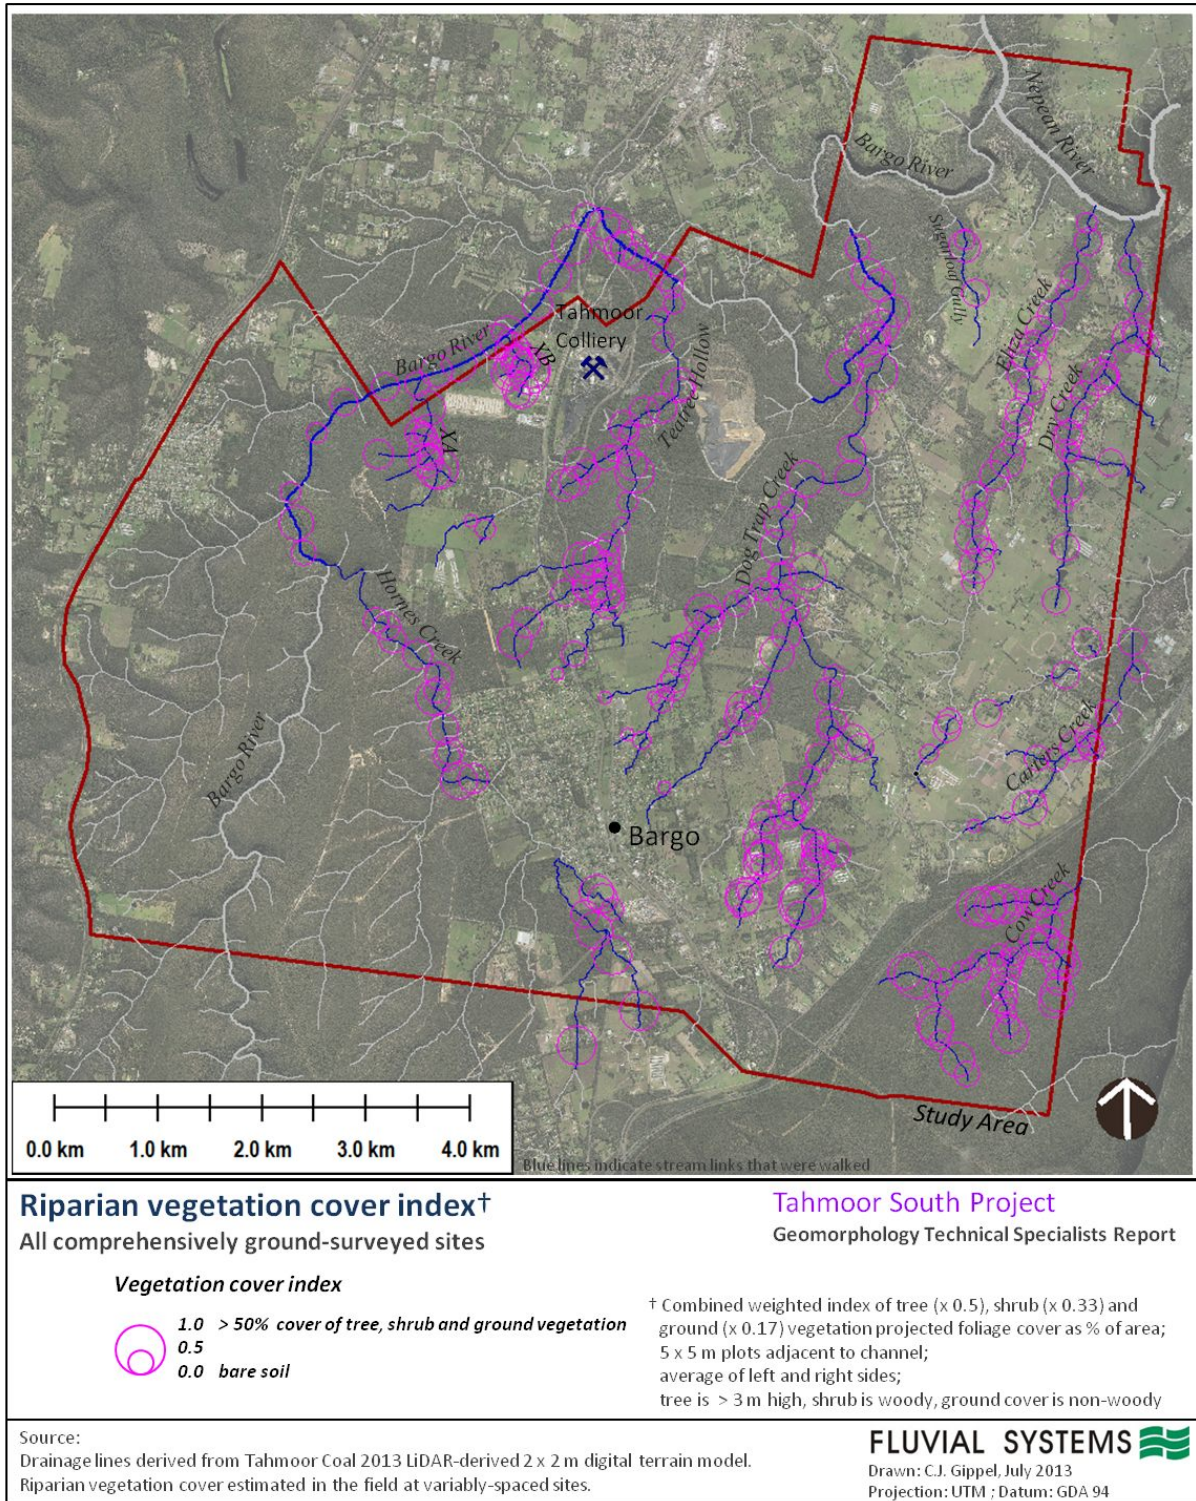 Nepean River
Bargo River
Sugarloaf Gully
Eliza Creek
Tahmoor
Colliery
Bargo River
XB
Teatree Hollow
Dry Creek
XA
Dog Trap Creek
Hornes Creek
Bargo River
Carters Creek
Bargo
Cow Creek
Study Area
0.0 km 1.0 km 2.0 km 3.0 km 4.0 km
Blue lines indicate stream links that were walked
Riparian vegetation cover index†
All comprehensively ground-surveyed sites
Vegetation cover index
1.0 > 50% cover of tree, shrub and ground vegetation
0.5
0.0 bare soil
Tahmoor South Project
Geomorphology Technical Specialists Report
† Combined weighted index of tree (x 0.5), shrub (x 0.33) and
ground (x 0.17) vegetation projected foliage cover as % of area;
5 x 5 m plots adjacent to channel;
average of left and right sides;
tree is > 3 m high, shrub is woody, ground cover is non-woody
Source:
Drainage lines derived from Tahmoor Coal 2013 LiDAR-derived 2 x 2 m digital terrain model.
Riparian vegetation cover estimated in the field at variably-spaced sites.
FLUVIAL SYSTEMS
Drawn: C.J. Gippel, July 2013
Projection: UTM ; Datum: GDA 94